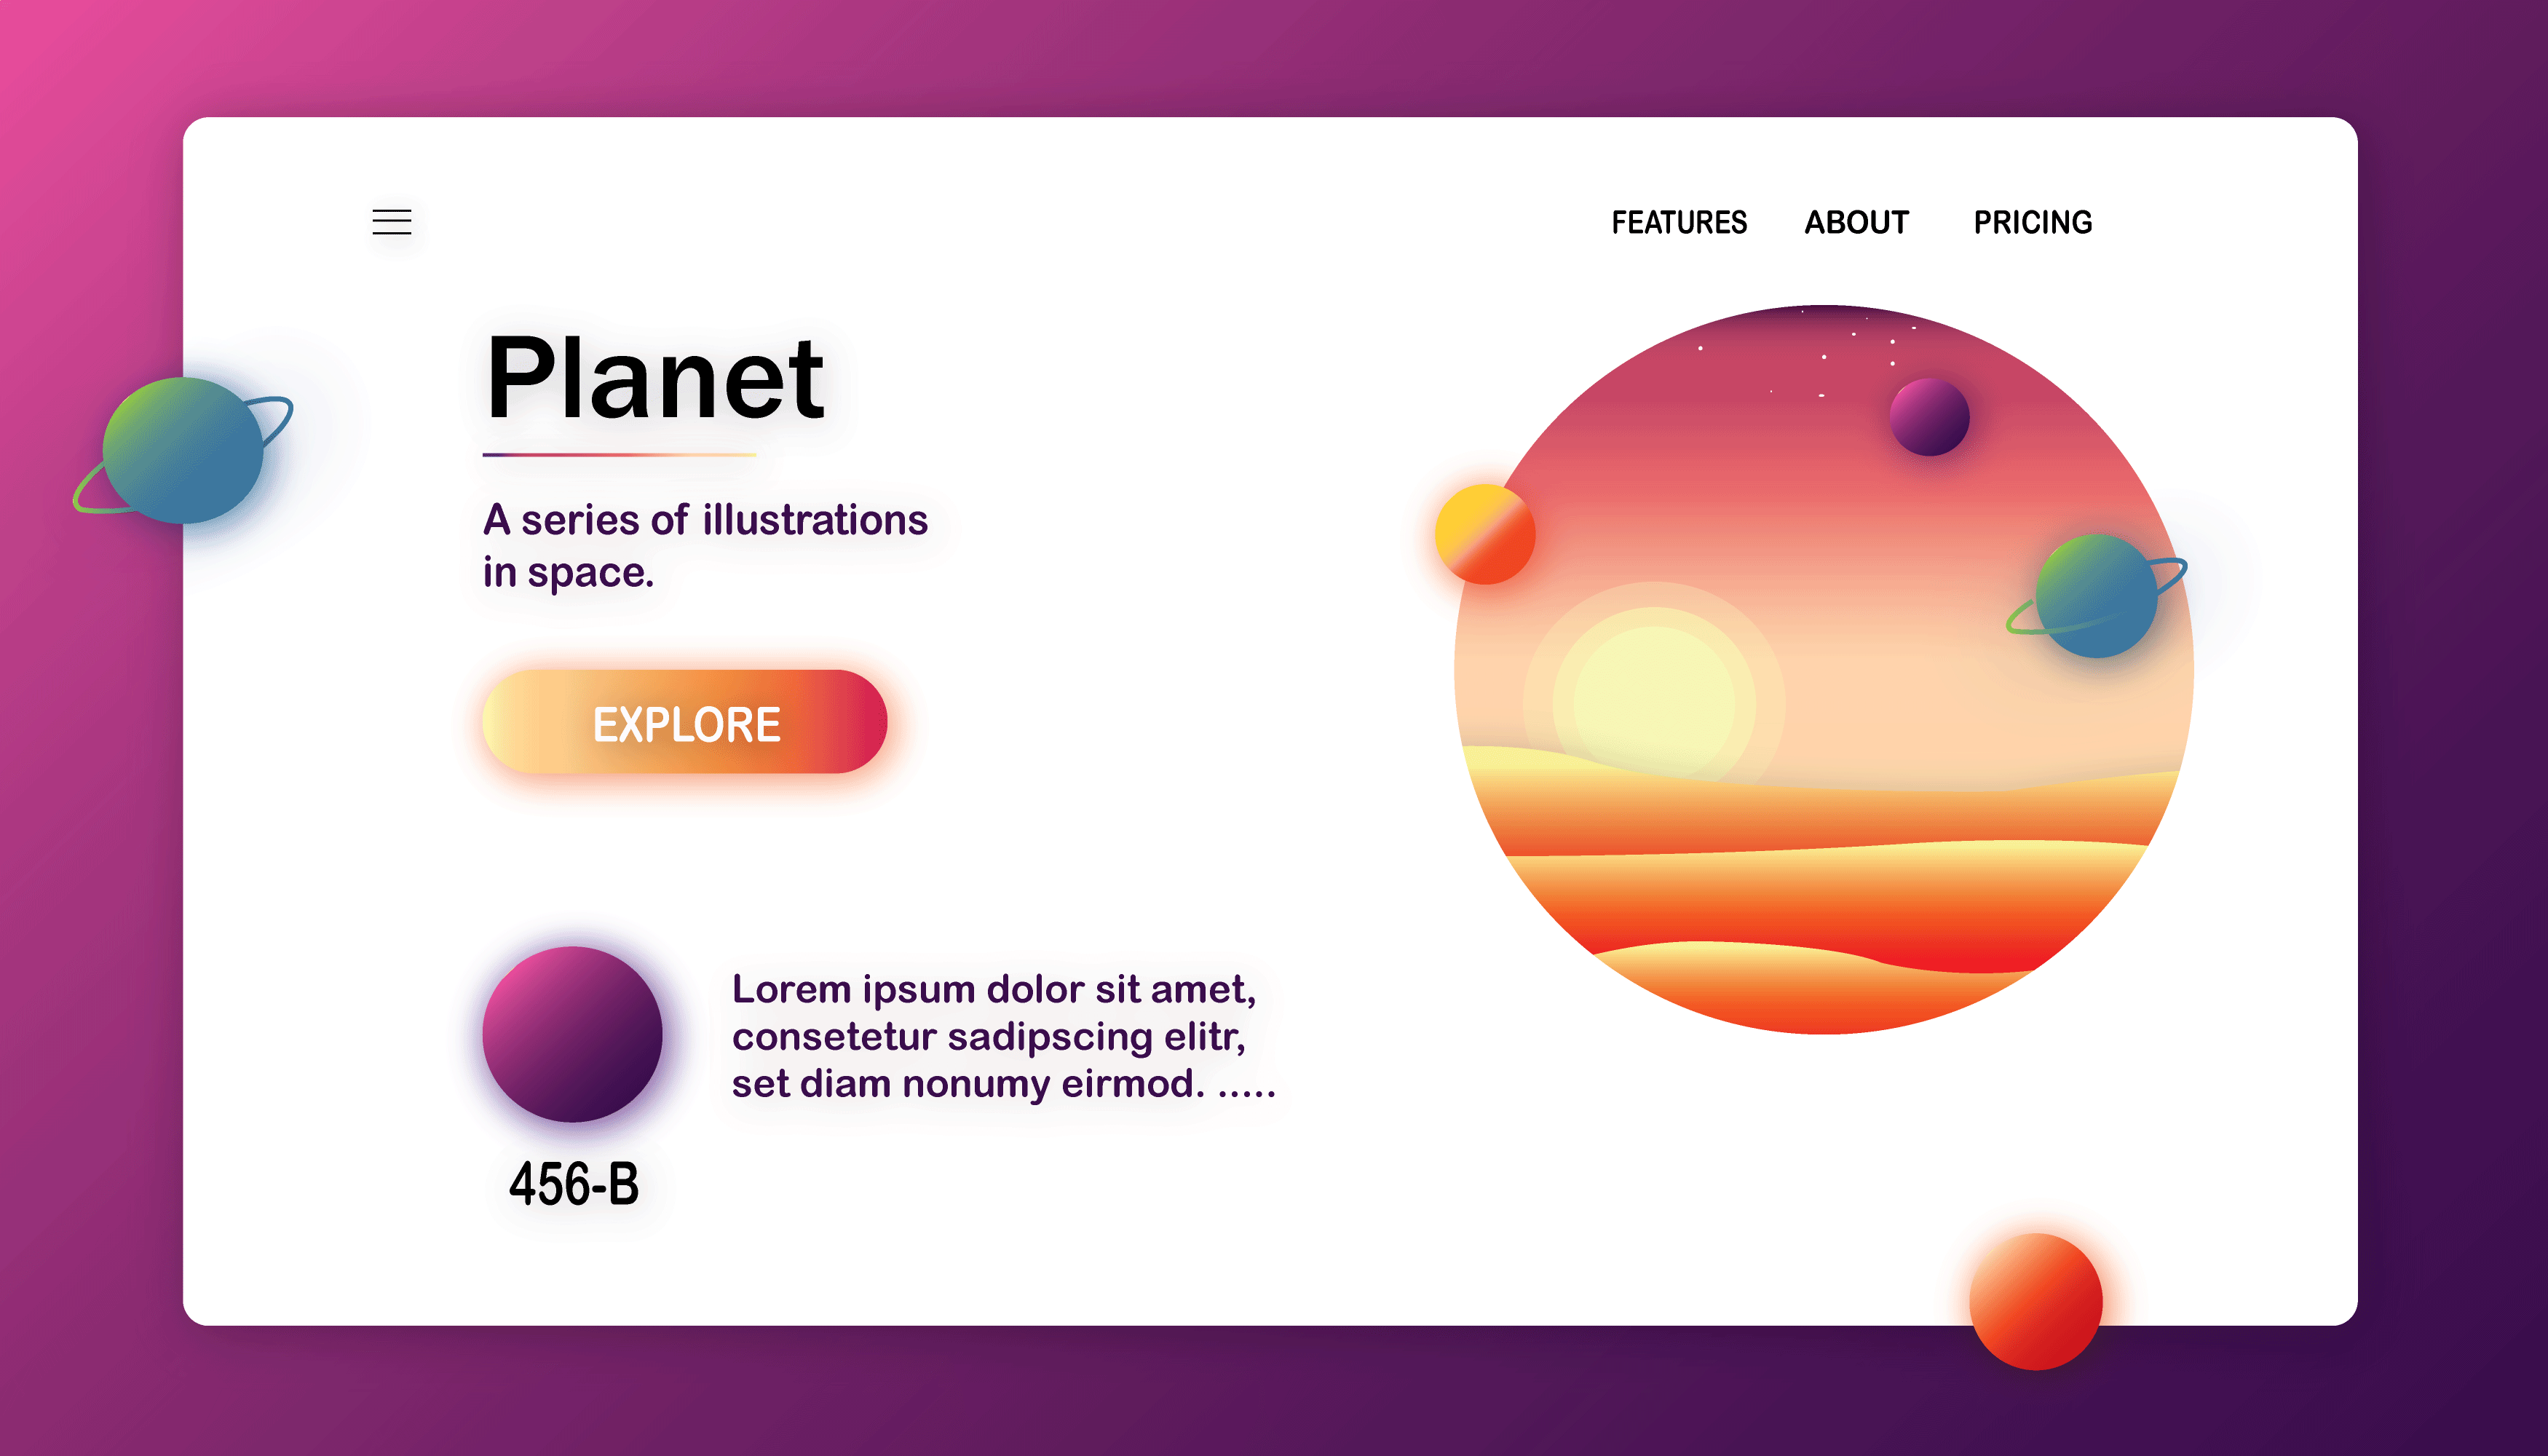 FEATURES ABOUT PRICING
Planet
A series of illustrations
in space.
EXPLORE
Lorem ipsum dolor sit amet,
consetetur sadipscing elitr,
set diam nonumy eirmod. .....
456-B